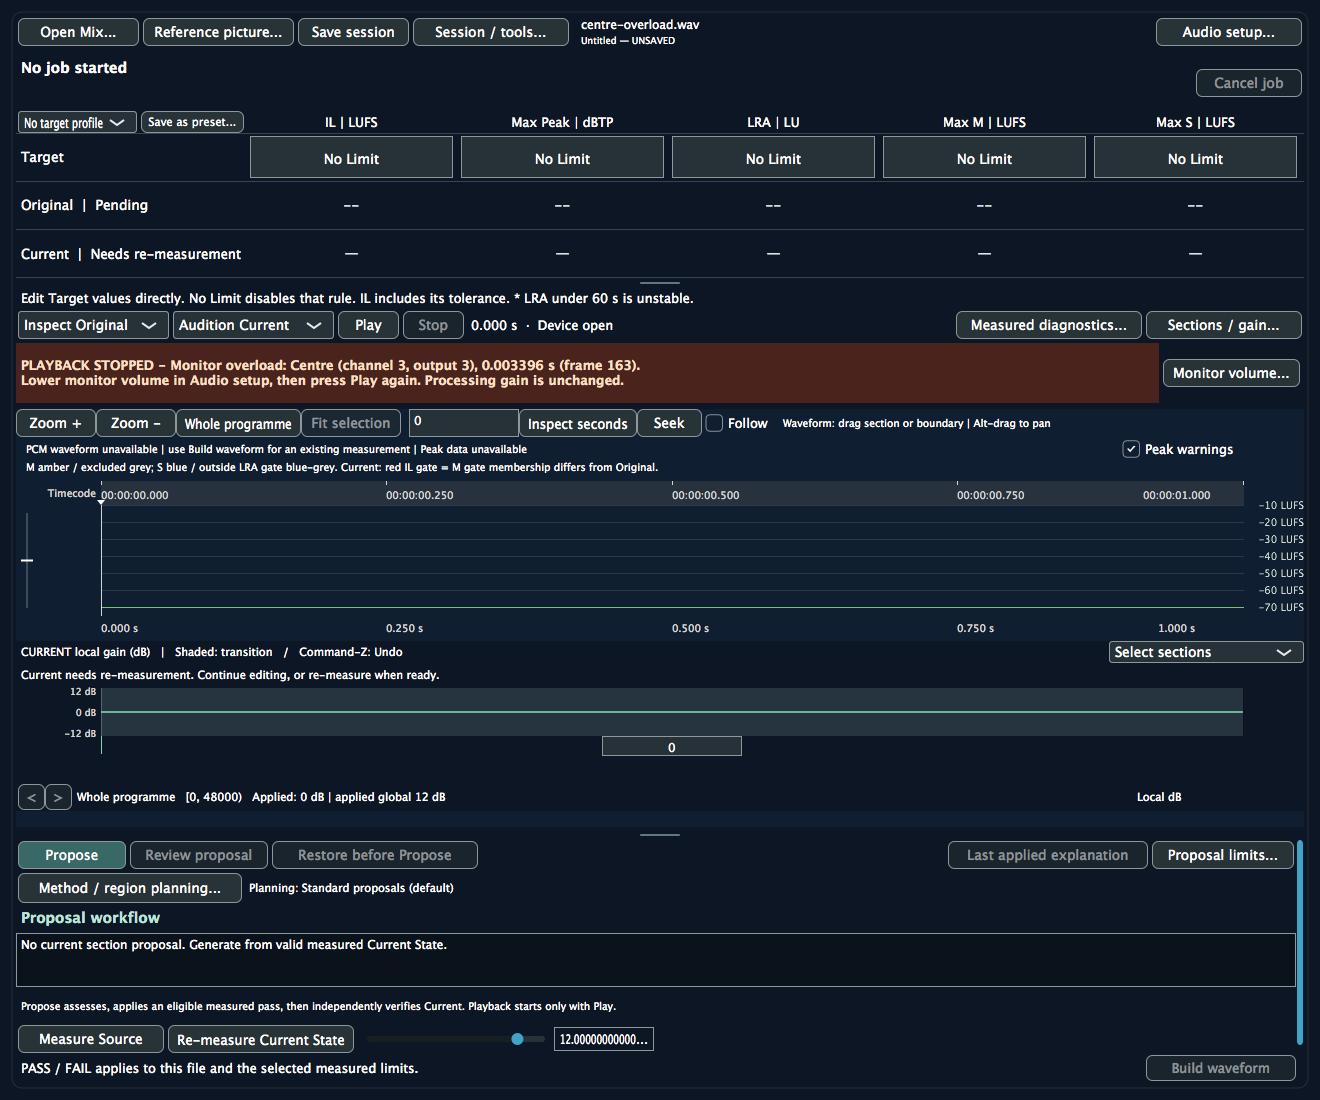 Open Mix...
Reference picture...
Save session
Session / tools...
centre-overload.wav
Untitled — UNSAVED
Audio setup...
No job started
Cancel job
No target profile
Save as preset...
IL | LUFS
Max Peak | dBTP
LRA | LU
Max M | LUFS
Max S | LUFS
Target
No Limit
No Limit
No Limit
No Limit
No Limit
Original | Pending
--
--
--
--
--
Current | Needs re-measurement
—
—
—
—
—
Edit Target values directly. No Limit disables that rule. IL includes its tolerance. * LRA under 60 s is unstable.
Inspect Original
Audition Current
Play
Stop
0.000 s · Device open
Measured diagnostics...
Sections / gain...
PLAYBACK STOPPED – Monitor overload: Centre (channel 3, output 3), 0.003396 s (frame 163).
Lower monitor volume in Audio setup, then press Play again. Processing gain is unchanged.
Monitor volume...
Zoom +
Zoom –
Whole programme
Fit selection
0
Inspect seconds
Seek
Follow
Waveform: drag section or boundary | Alt-drag to pan
PCM waveform unavailable | use Build waveform for an existing measurement | Peak data unavailable
Peak warnings
M amber / excluded grey; S blue / outside LRA gate blue-grey. Current: red IL gate = M gate membership differs from Original.
Timecode
00:00:00.000
00:00:00.250
00:00:00.500
00:00:00.750
00:00:01.000
-10 LUFS
-20 LUFS
-30 LUFS
-40 LUFS
-50 LUFS
-60 LUFS
-70 LUFS
0.000 s
0.250 s
0.500 s
0.750 s
1.000 s
CURRENT local gain (dB) | Shaded: transition / Command-Z: Undo
Select sections
Current needs re-measurement. Continue editing, or re-measure when ready.
12 dB
0 dB
-12 dB
0
<
>
Whole programme [0, 48000) Applied: 0 dB | applied global 12 dB
Local dB
Propose
Review proposal
Restore before Propose
Last applied explanation
Proposal limits...
Method / region planning...
Planning: Standard proposals (default)
Proposal workflow
No current section proposal. Generate from valid measured Current State.
Propose assesses, applies an eligible measured pass, then independently verifies Current. Playback starts only with Play.
Measure Source
Re-measure Current State
12.00000000000...
PASS / FAIL applies to this file and the selected measured limits.
Build waveform